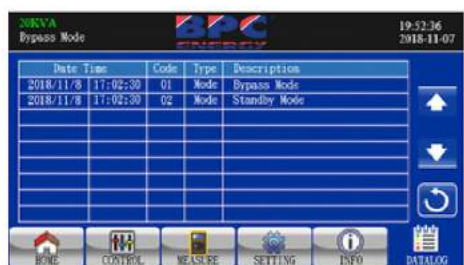 20KVA
Bypass Mode
BPC
ENERGY
19:52:36
2018-11-07
Date Time Code Type Description
2018/11/8 17:02:30 01 Mode Bypass Mode
2018/11/8 17:02:30 02 Mode Standby Mode
HOME CONTROL MEASURE SETTING INFO DATALOG